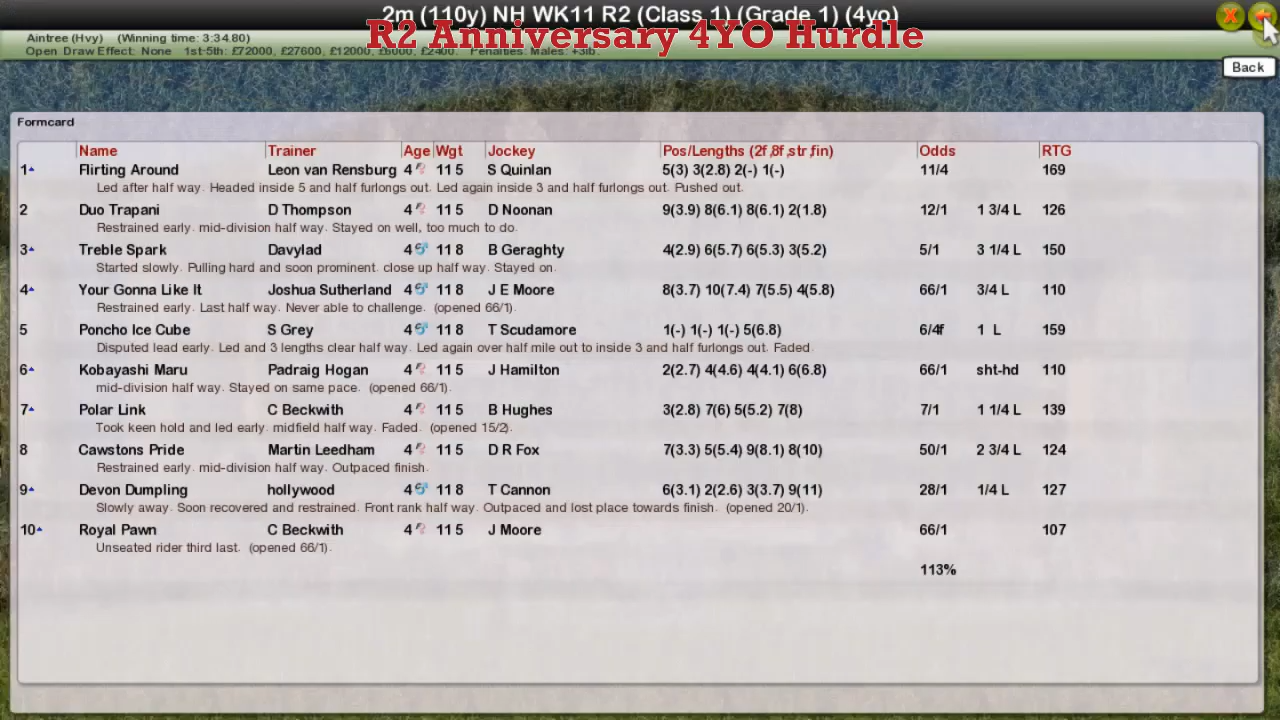 2m (110y) NH WK11 R2 (Class 1) (Grade 1) (4yo)
R2 Anniversary 4YO Hurdle
Aintree (Hvy) (Winning time: 3:34.80)
Open Draw Effect: None 1st-5th: £72000, £27600, £12000, £6000, £2400. Penalties: Males: +3lb.
Back
Formcard
Name Trainer Age Wgt Jockey Pos/Lengths (2f,8f,str,fin) Odds RTG
1 Flirting Around Leon van Rensburg 4 11 5 S Quinlan 5(3) 3(2.8) 2(-) 1(-) 11/4 169
Led after half way. Headed inside 5 and half furlongs out. Led again inside 3 and half furlongs out. Pushed out.
2 Duo Trapani D Thompson 4 11 5 D Noonan 9(3.9) 8(6.1) 8(6.1) 2(1.8) 12/1 1 3/4 L 126
Restrained early. mid-division half way. Stayed on well, too much to do.
3 Treble Spark Davylad 4 11 8 B Geraghty 4(2.9) 6(5.7) 6(5.3) 3(5.2) 5/1 3 1/4 L 150
Started slowly. Pulling hard and soon prominent. close up half way. Stayed on.
4 Your Gonna Like It Joshua Sutherland 4 11 8 J E Moore 8(3.7) 10(7.4) 7(5.5) 4(5.8) 66/1 3/4 L 110
Restrained early. Last half way. Never able to challenge. (opened 66/1).
5 Poncho Ice Cube S Grey 4 11 8 T Scudamore 1(-) 1(-) 1(-) 5(6.8) 6/4f 1 L 159
Disputed lead early. Led and 3 lengths clear half way. Led again over half mile out to inside 3 and half furlongs out. Faded.
6 Kobayashi Maru Padraig Hogan 4 11 5 J Hamilton 2(2.7) 4(4.6) 4(4.1) 6(6.8) 66/1 sht-hd 110
mid-division half way. Stayed on same pace. (opened 66/1).
7 Polar Link C Beckwith 4 11 5 B Hughes 3(2.8) 7(6) 5(5.2) 7(8) 7/1 1 1/4 L 139
Took keen hold and led early. midfield half way. Faded. (opened 15/2).
8 Cawstons Pride Martin Leedham 4 11 5 D R Fox 7(3.3) 5(5.4) 9(8.1) 8(10) 50/1 2 3/4 L 124
Restrained early. mid-division half way. Outpaced finish.
9 Devon Dumpling hollywood 4 11 8 T Cannon 6(3.1) 2(2.6) 3(3.7) 9(11) 28/1 1/4 L 127
Slowly away. Soon recovered and restrained. Front rank half way. Outpaced and lost place towards finish. (opened 20/1).
10 Royal Pawn C Beckwith 4 11 5 J Moore 66/1 107
Unseated rider third last. (opened 66/1).
113%